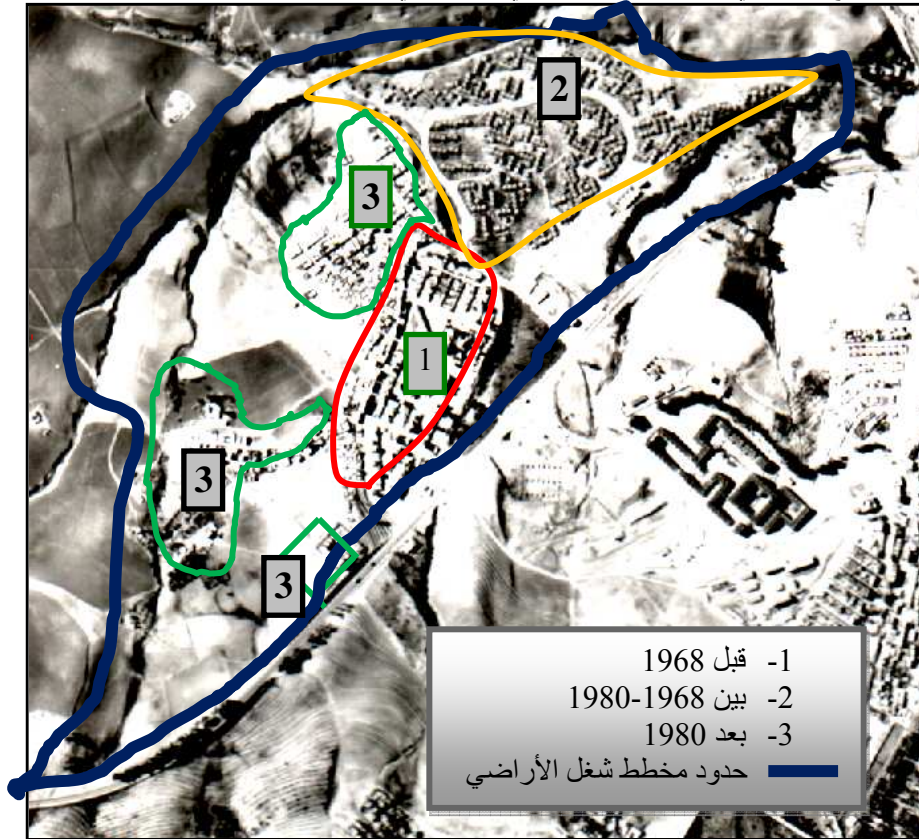 2
3
1
3
3
1- قبل 1968
2- بين 1968-1980
3- بعد 1980
حدود مخطط شغل الأراضي